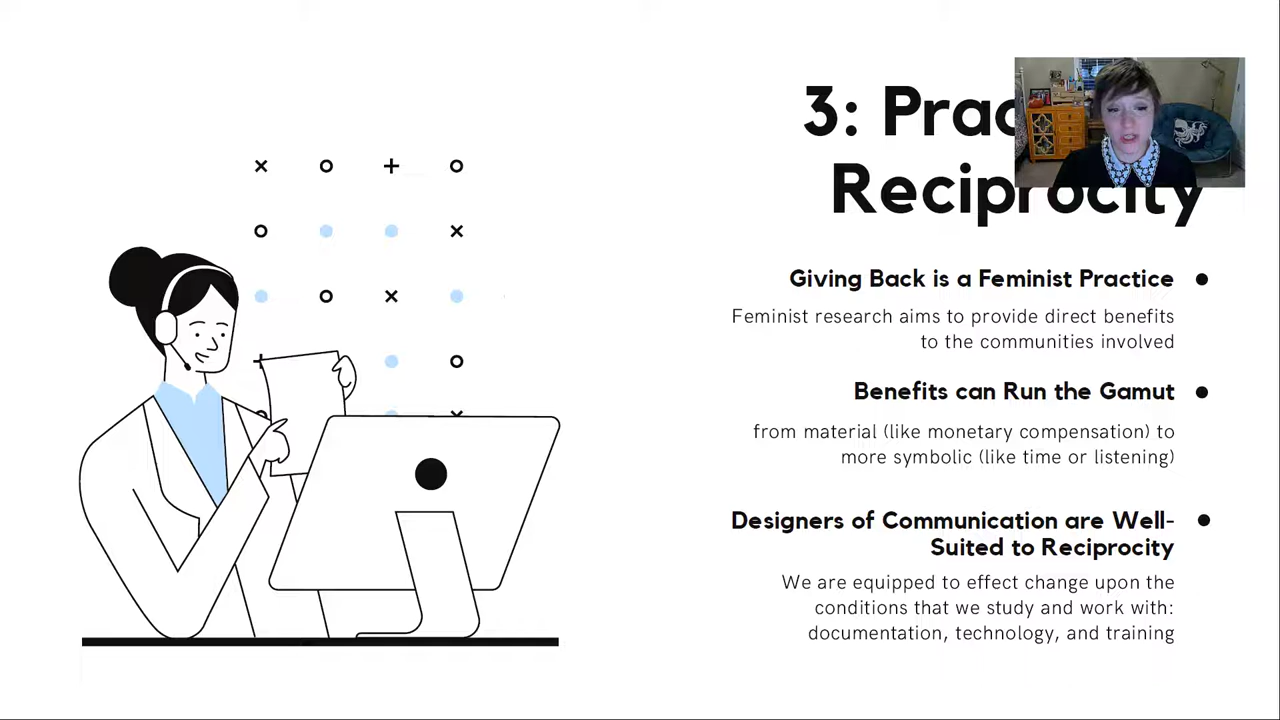 3: Prac
Reciprocity
Giving Back is a Feminist Practice
Feminist research aims to provide direct benefits
to the communities involved
Benefits can Run the Gamut
from material (like monetary compensation) to
more symbolic (like time or listening)
Designers of Communication are Well-
Suited to Reciprocity
We are equipped to effect change upon the
conditions that we study and work with:
documentation, technology, and training